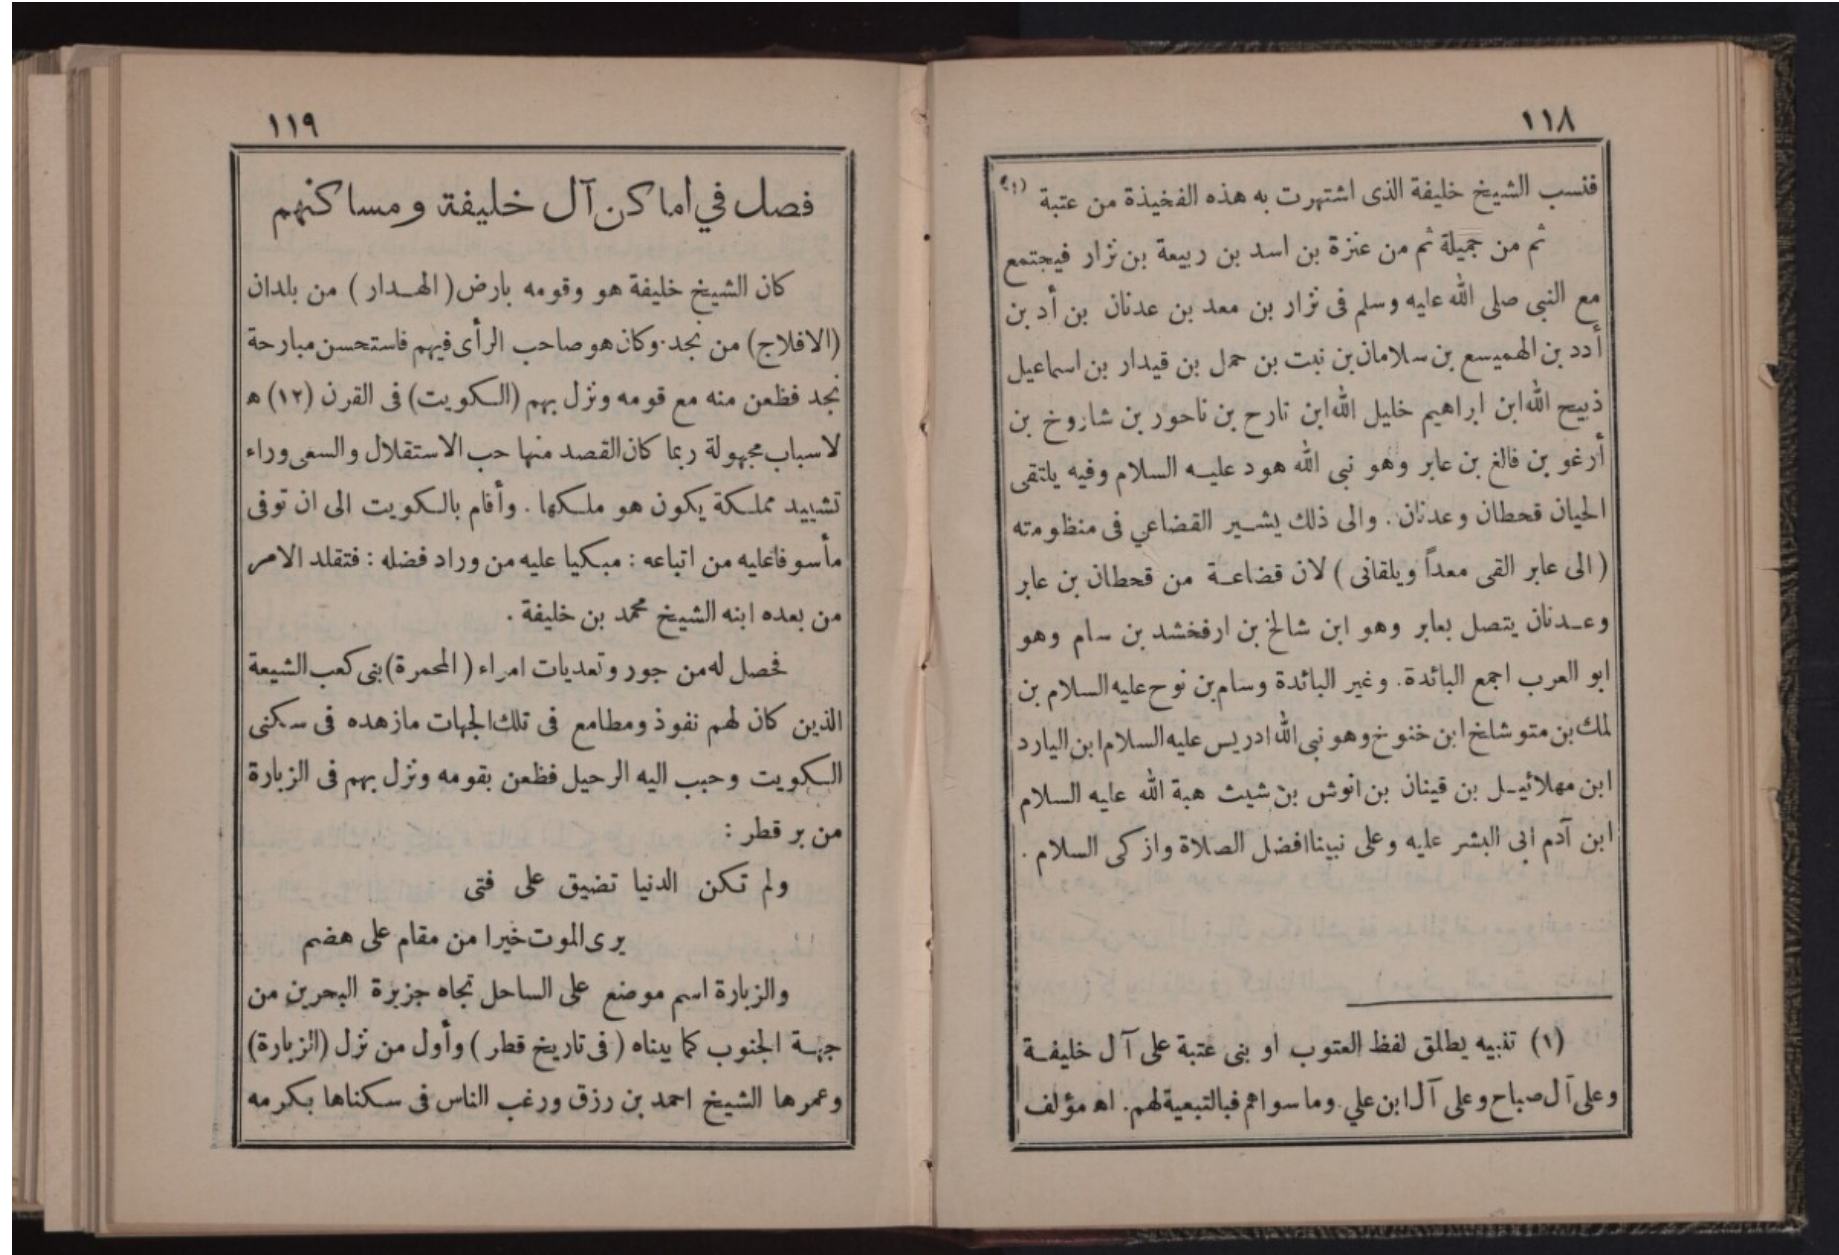 ١١٨
فنسب الشيخ خليفة الذى اشتهرت به هذه الفخيذة من عتبة (١)
ثم من جميلة ثم من عنزة بن اسد بن ربيعة بن نزار فيجتمع
مع النبى صلى الله عليه وسلم فى نزار بن معد بن عدنان بن أد بن
أدد بن الهميسع بن سلامان بن نبت بن حمل بن قيدار بن اسماعيل
ذبيح الله ابن ابراهيم خليل الله ابن تارح بن ناحور بن شاروخ بن
أرغو بن فالغ بن عابر وهو نبى الله هود عليه السلام وفيه يلتقى
الحيان قحطان وعدنان. والى ذلك يشير القضاعي فى منظومته
(الى عابر القى معداً ويلقانى) لان قضاعة من قحطان بن عابر
وعدنان يتصل بعابر وهو ابن شالخ بن ارفخشد بن سام وهو
ابو العرب اجمع البائدة. وغير البائدة وسام بن نوح عليه السلام بن
لمك بن متوشلخ ابن خنوخ وهو نبى الله ادريس عليه السلام ابن اليارد
ابن مهلائيل بن قينان بن انوش بن شيث هبة الله عليه السلام
ابن آدم ابى البشر عليه وعلى نبينا افضل الصلاة وازكى السلام.
(١) تنبيه يطلق لفظ العتوب او بنى عتبة على آل خليفة
وعلى آل صباح وعلى آل ابن علي. وما سواهم فبالتبعية لهم. اه مؤلف
١١٩
فصل في اماكن آل خليفة ومساكنهم
كان الشيخ خليفة هو وقومه بارض (الهدار) من بلدان
(الافلاج) من نجد. وكان هو صاحب الرأى فيهم فاستحسن مبارحة
نجد فظعن منه مع قومه ونزل بهم (الكويت) فى القرن (١٢) ه
لاسباب مجهولة ربما كان القصد منها حب الاستقلال والسعى وراء
تشييد مملكة يكون هو ملكها. وأقام بالكويت الى ان توفى
مأسوفا عليه من اتباعه: مبكيا عليه من وراد فضله: فتقلد الامر
من بعده ابنه الشيخ محمد بن خليفة.
فحصل له من جور وتعديات امراء (المحمرة) بنى كعب الشيعة
الذين كان لهم نفوذ ومطامع فى تلك الجهات مازهده فى سكنى
الكويت وحبب اليه الرحيل فظعن بقومه ونزل بهم فى الزبارة
من بر قطر:
ولم تكن الدنيا تضيق على فتى
يرى الموت خيرا من مقام على هضم
والزبارة اسم موضع على الساحل تجاه جزيرة البحرين من
جهة الجنوب كما بيناه (فى تاريخ قطر) وأول من نزل (الزبارة)
وعمرها الشيخ احمد بن رزق ورغب الناس فى سكناها بكرمه